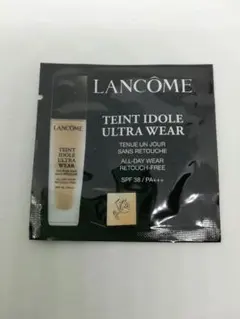 LANCÔME
TEINT IDOLE
ULTRA WEAR
TENUE UN JOUR
SANS RETOUCHE
ALL-DAY WEAR
RETOUCH-FREE
SPF 38 / PA+++
LANCÔME
TEINT
IDOLE
ULTRA
WEAR